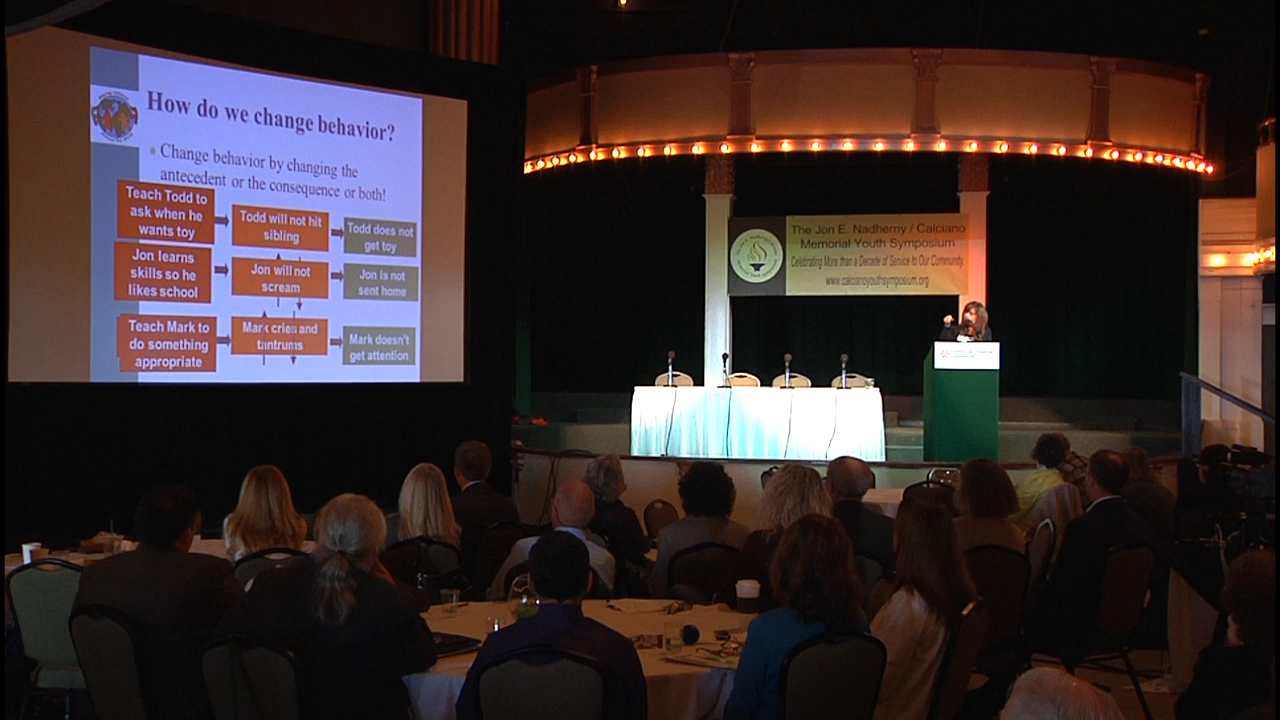 How do we change behavior?
Change behavior by changing the
antecedent or the consequence or both!
Teach Todd to
ask when he
wants toy
Todd will not hit
sibling
Todd does not
get toy
Jon learns
skills so he
likes school
Jon will not
scream
Jon is not
sent home
Teach Mark to
do something
appropriate
Mark cries and
tantrums
Mark doesn't
get attention
The Jon E. Nadherny / Calciano
Memorial Youth Symposium
Celebrating More than a Decade of Service to Our Community
www.calcianoyouthsymposium.org